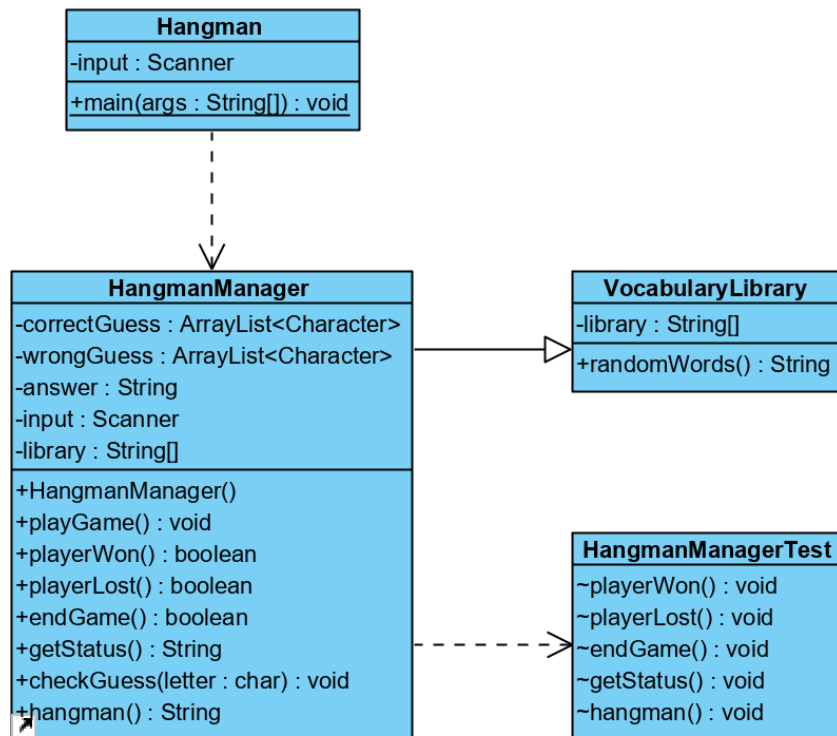 Hangman
-input : Scanner
+main(args : String[]) : void
HangmanManager
-correctGuess : ArrayList<Character>
-wrongGuess : ArrayList<Character>
-answer : String
-input : Scanner
-library : String[]
+HangmanManager()
+playGame() : void
+playerWon() : boolean
+playerLost() : boolean
+endGame() : boolean
+getStatus() : String
+checkGuess(letter : char) : void
+hangman() : String
VocabularyLibrary
-library : String[]
+randomWords() : String
HangmanManagerTest
~playerWon() : void
~playerLost() : void
~endGame() : void
~getStatus() : void
~hangman() : void